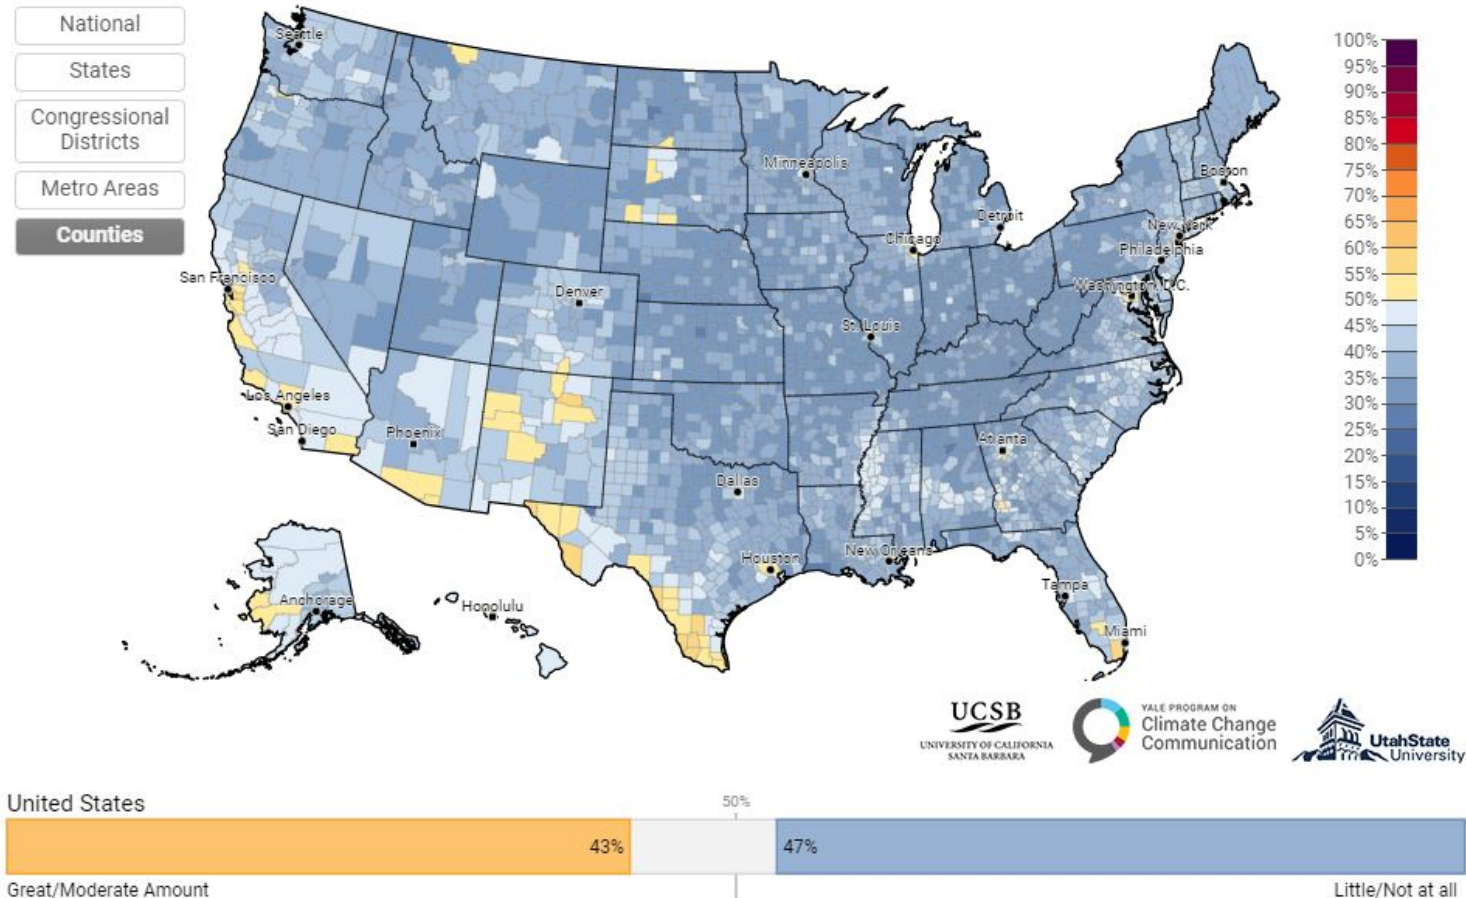 National
States
Congressional
Districts
Metro Areas
Counties
Seattle
San Francisco
Los Angeles
San Diego
Phoenix
Denver
Minneapolis
Chicago
Detroit
St. Louis
Dallas
Houston
New Orleans
Atlanta
Tampa
Miami
Boston
New York
Philadelphia
Washington, D.C.
Anchorage
Honolulu
100%
95%
90%
85%
80%
75%
70%
65%
60%
55%
50%
45%
40%
35%
30%
25%
20%
15%
10%
5%
0%
UCSB
UNIVERSITY OF CALIFORNIA
SANTA BARBARA
YALE PROGRAM ON
Climate Change
Communication
UtahState
University
United States
50%
43%
47%
Great/Moderate Amount
Little/Not at all